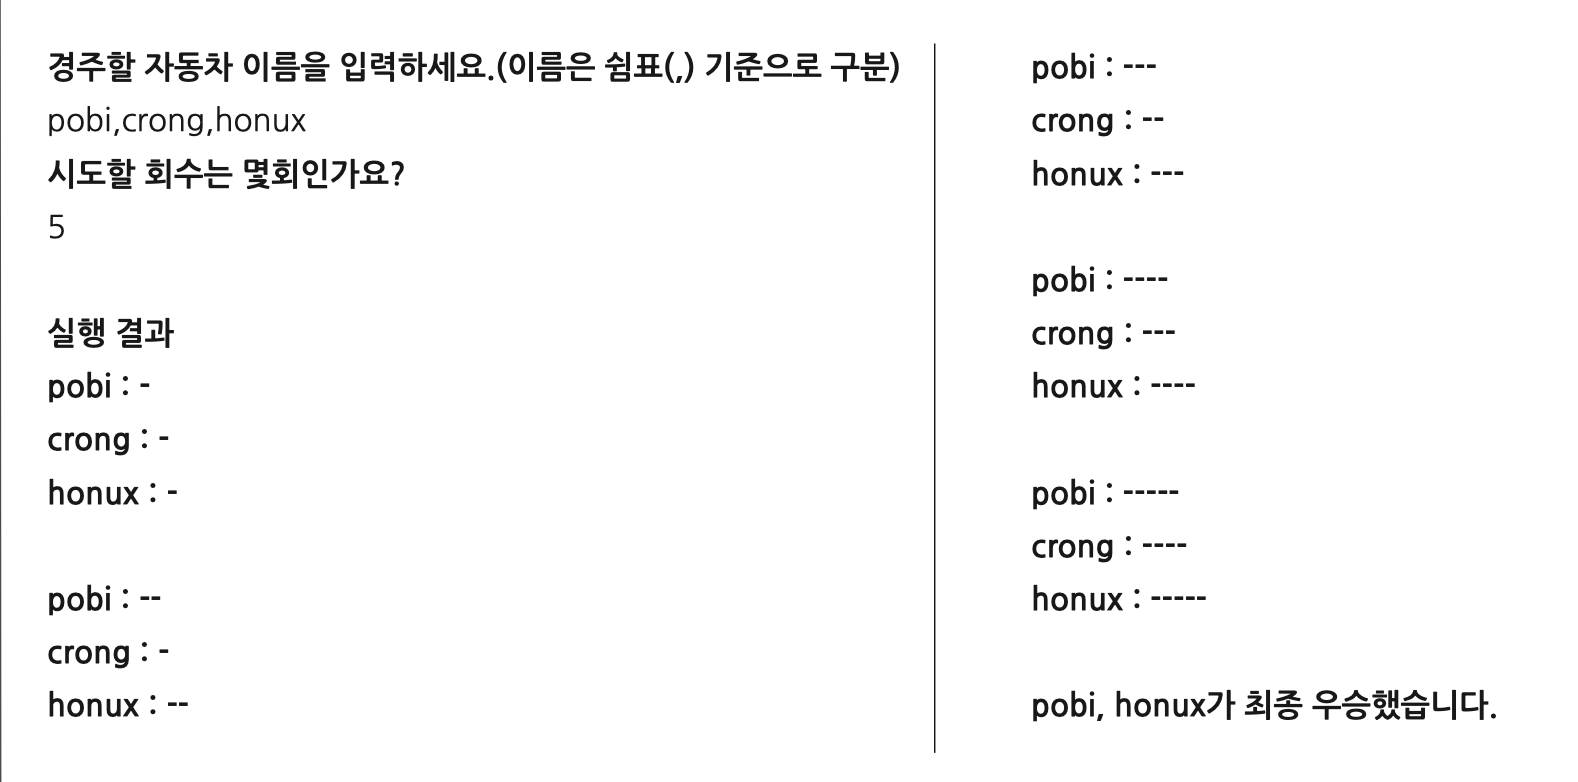 경주할 자동차 이름을 입력하세요.(이름은 쉼표(,) 기준으로 구분)
pobi,crong,honux
시도할 회수는 몇회인가요?
5
실행 결과
pobi : -
crong : -
honux : -
pobi : --
crong : -
honux : --
pobi : ---
crong : --
honux : ---
pobi : ----
crong : ---
honux : ----
pobi : -----
crong : ----
honux : -----
pobi, honux가 최종 우승했습니다.